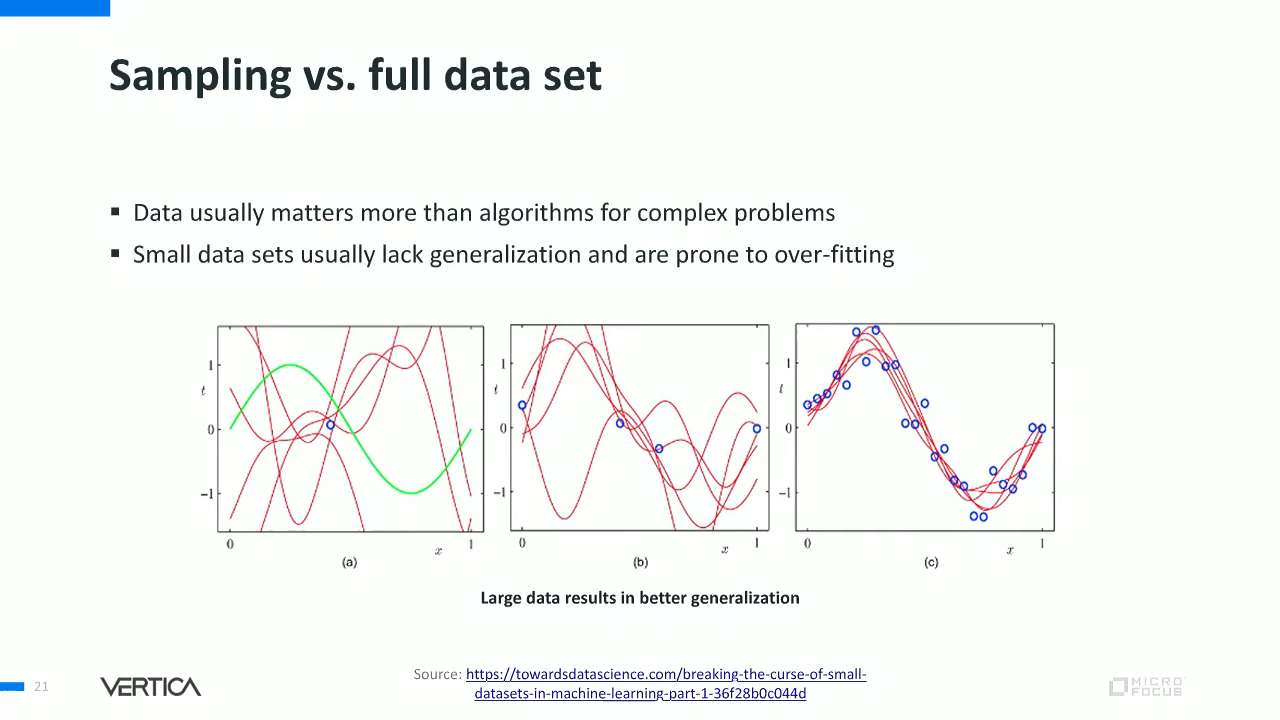 Sampling vs. full data set
▪ Data usually matters more than algorithms for complex problems
▪ Small data sets usually lack generalization and are prone to over-fitting
1
t
0
−1
0
x
1
(a)
1
t
0
−1
0
x
1
(b)
1
t
0
−1
0
x
1
(c)
Large data results in better generalization
Source: https://towardsdatascience.com/breaking-the-curse-of-small-
datasets-in-machine-learning-part-1-36f28b0c044d
21
VERTICA
MICRO
FOCUS